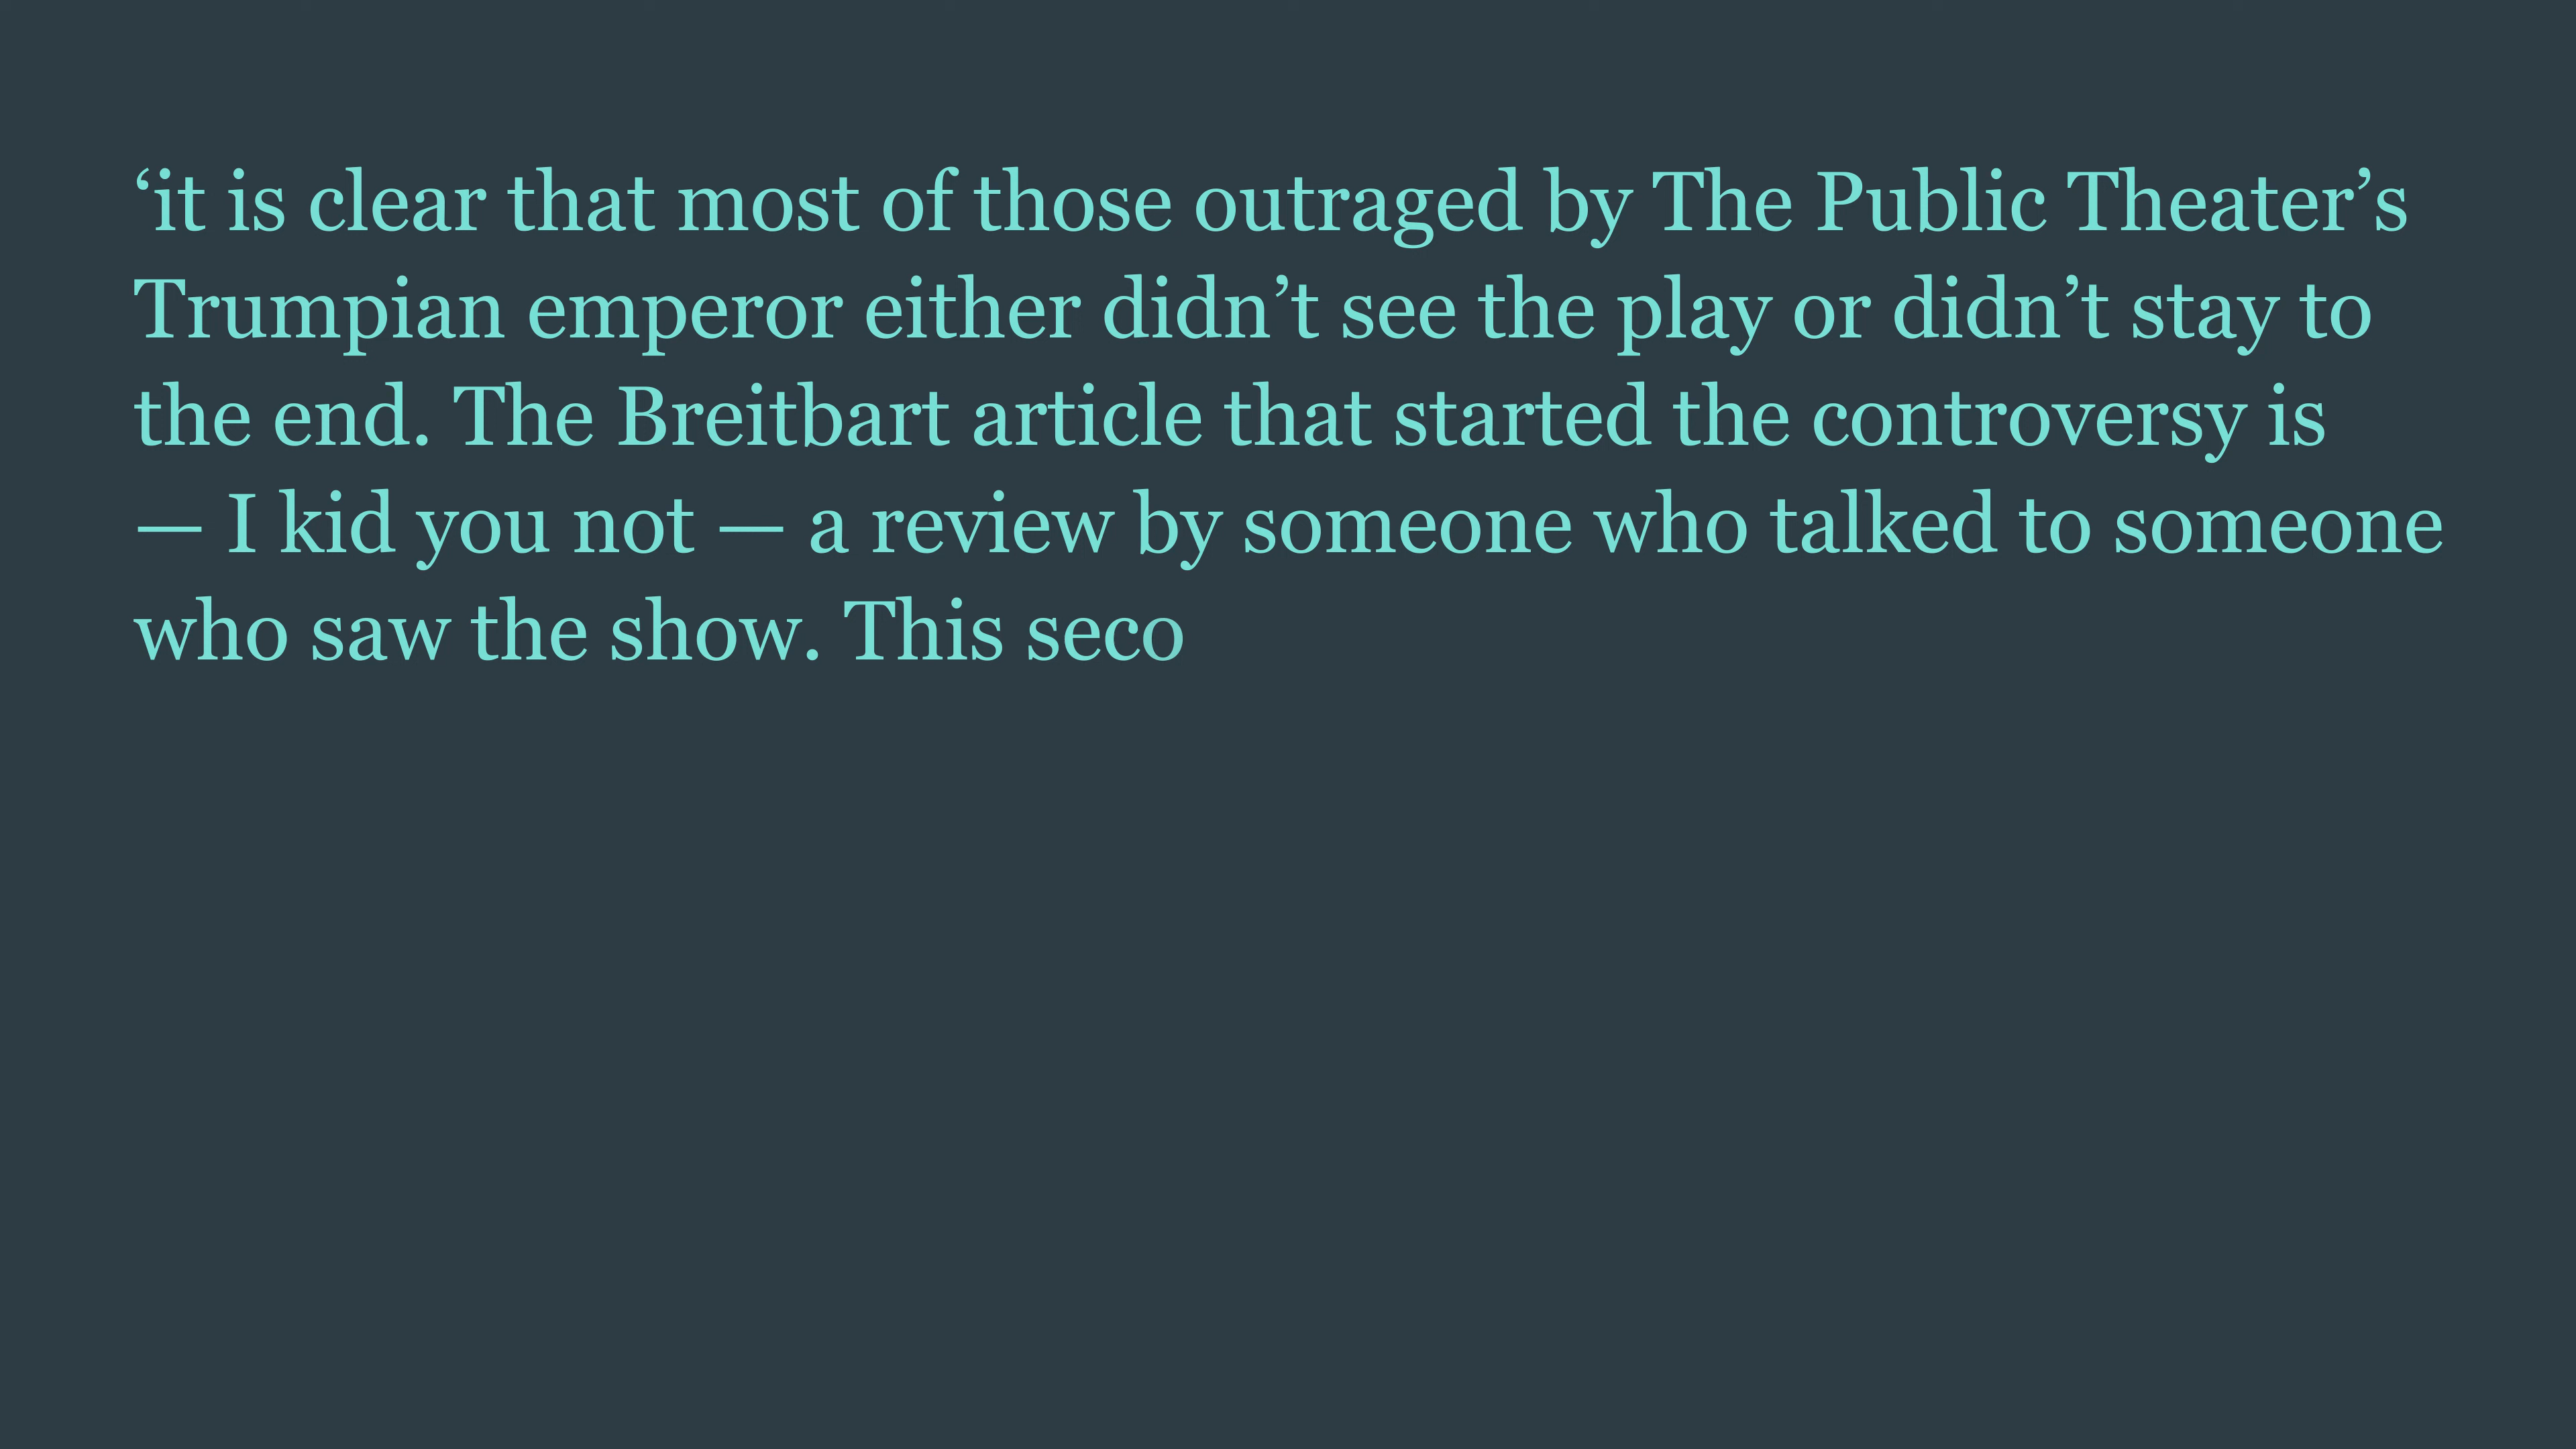 ‘it is clear that most of those outraged by The Public Theater’s
Trumpian emperor either didn’t see the play or didn’t stay to
the end. The Breitbart article that started the controversy is
— I kid you not — a review by someone who talked to someone
who saw the show. This seco